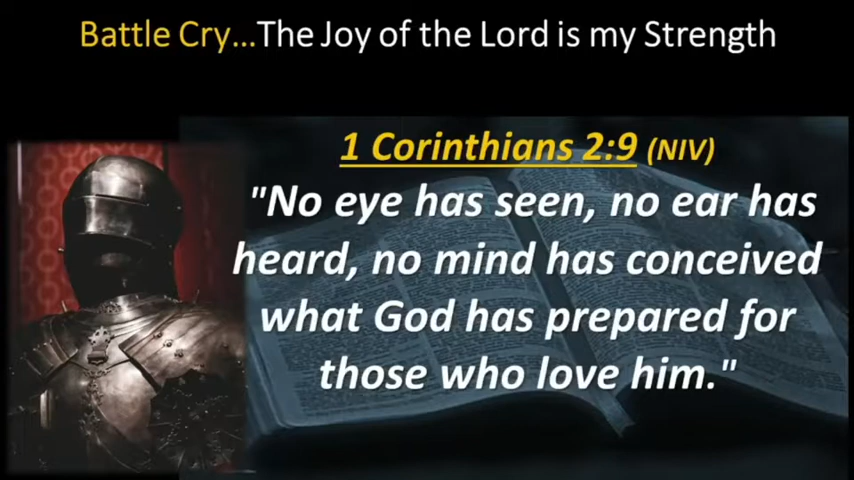 Battle Cry...The Joy of the Lord is my Strength
1 Corinthians 2:9 (NIV)
"No eye has seen, no ear has
heard, no mind has conceived
what God has prepared for
those who love him."